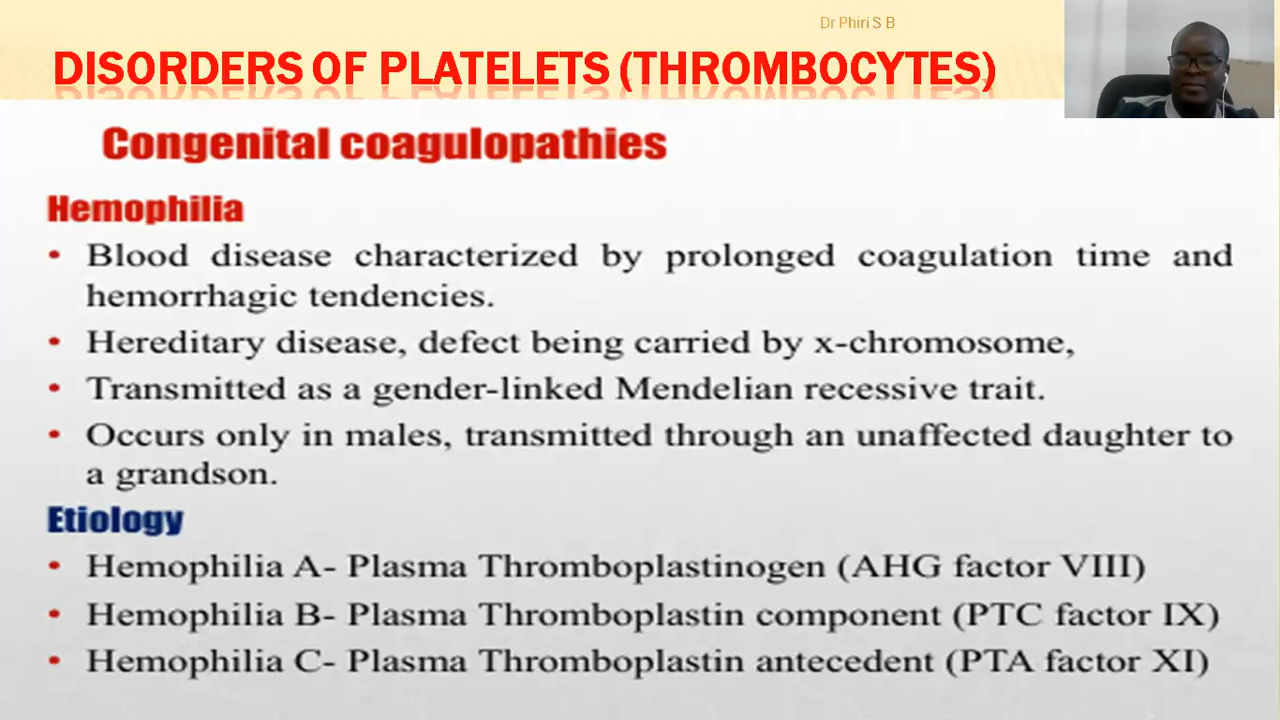 Dr Phiri S B
DISORDERS OF PLATELETS (THROMBOCYTES)
Congenital coagulopathies
Hemophilia
• Blood disease characterized by prolonged coagulation time and
hemorrhagic tendencies.
• Hereditary disease, defect being carried by x-chromosome,
• Transmitted as a gender-linked Mendelian recessive trait.
• Occurs only in males, transmitted through an unaffected daughter to
a grandson.
Etiology
• Hemophilia A- Plasma Thromboplastinogen (AHG factor VIII)
• Hemophilia B- Plasma Thromboplastin component (PTC factor IX)
• Hemophilia C- Plasma Thromboplastin antecedent (PTA factor XI)